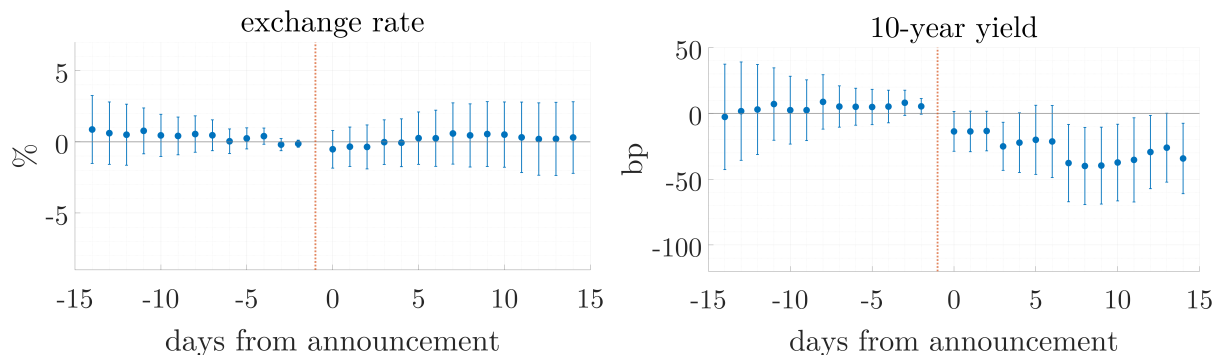 exchange rate
%
5
0
-5
-15 -10 -5 0 5 10 15
days from announcement
10-year yield
bp
50
0
-50
-100
-15 -10 -5 0 5 10 15
days from announcement